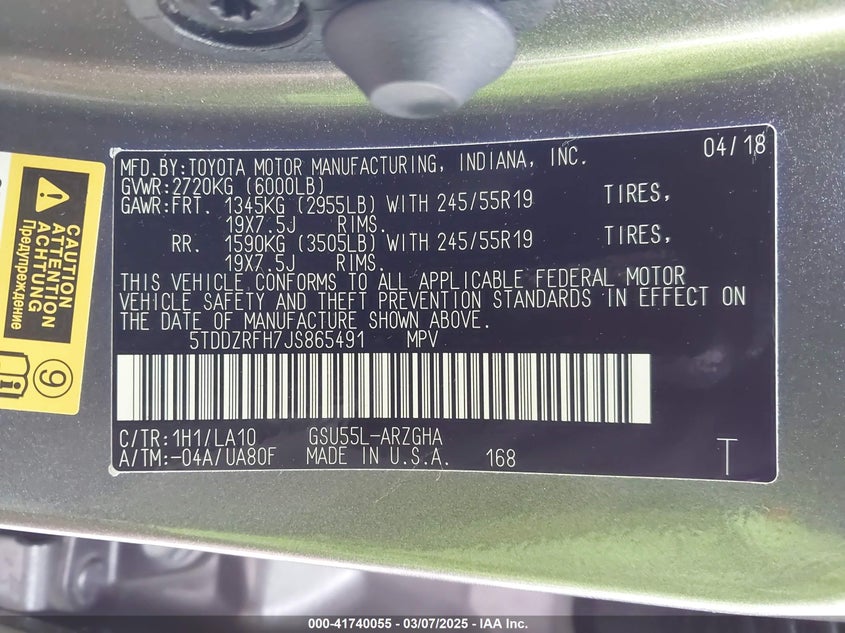 MFD.BY:TOYOTA MOTOR MANUFACTURING, INDIANA, INC. 04/18
GVWR:2720KG (6000LB)
GAWR:FRT. 1345KG (2955LB) WITH 245/55R19 TIRES,
19X7.5J RIMS.
RR. 1590KG (3505LB) WITH 245/55R19 TIRES,
19X7.5J RIMS.
THIS VEHICLE CONFORMS TO ALL APPLICABLE FEDERAL MOTOR
VEHICLE SAFETY AND THEFT PREVENTION STANDARDS IN EFFECT ON
THE DATE OF MANUFACTURE SHOWN ABOVE.
5TDDZRFH7JS865491 MPV
C/TR:1H1/LA10 GSU55L-ARZGHA
A/TM:-04A/UA80F MADE IN U.S.A. 168 T
CAUTION
ATTENTION
ACHTUNG
Предупреждение
9
000-41740055 — 03/07/2025 — IAA Inc.